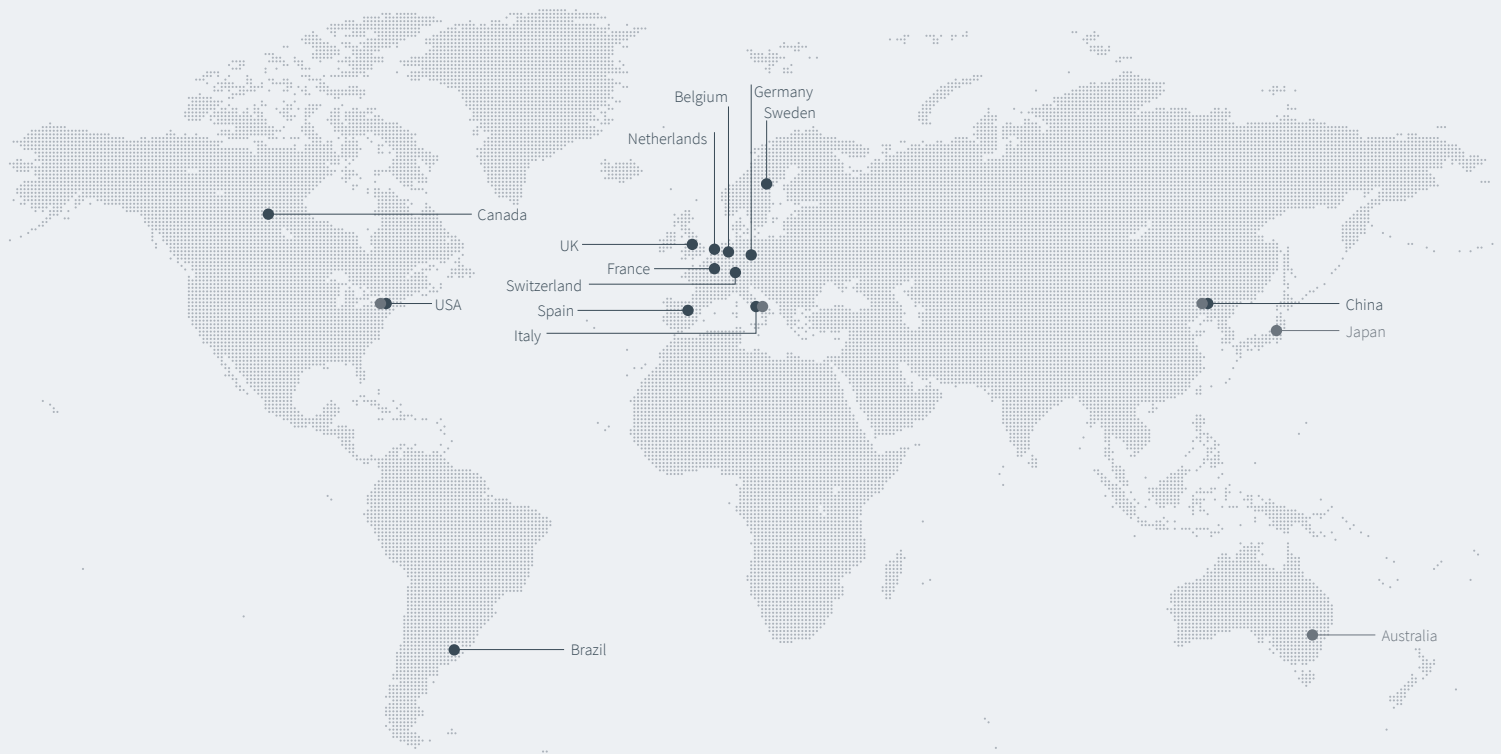 Germany
Belgium
Sweden
Netherlands
Canada
UK
France
Switzerland
USA
Spain
Italy
China
Japan
Australia
Brazil